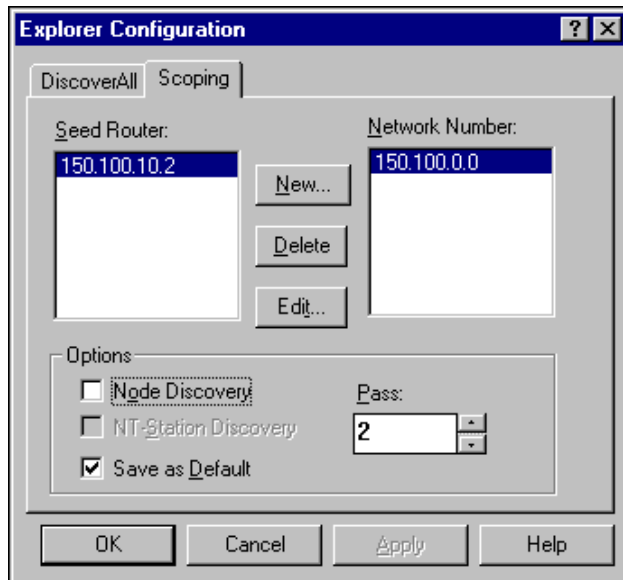 Explorer Configuration
DiscoverAll
Scoping
Seed Router:
150.100.10.2
New...
Delete
Edit...
Network Number:
150.100.0.0
Options
Node Discovery
NT-Station Discovery
Save as Default
Pass:
2
OK
Cancel
Apply
Help